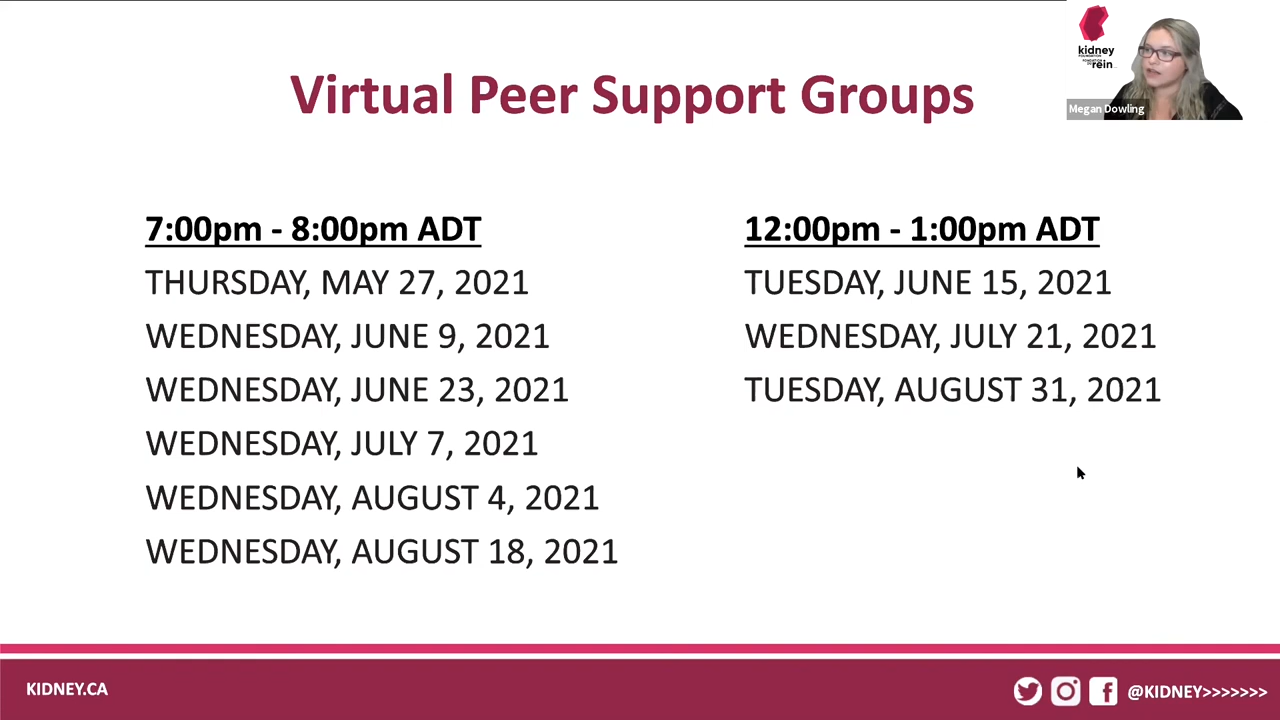 Virtual Peer Support Groups
kidney
FOUNDATION
FONDATION
DU rein
Megan Dowling
7:00pm - 8:00pm ADT
THURSDAY, MAY 27, 2021
WEDNESDAY, JUNE 9, 2021
WEDNESDAY, JUNE 23, 2021
WEDNESDAY, JULY 7, 2021
WEDNESDAY, AUGUST 4, 2021
WEDNESDAY, AUGUST 18, 2021
12:00pm - 1:00pm ADT
TUESDAY, JUNE 15, 2021
WEDNESDAY, JULY 21, 2021
TUESDAY, AUGUST 31, 2021
KIDNEY.CA
@KIDNEY>>>>>>>